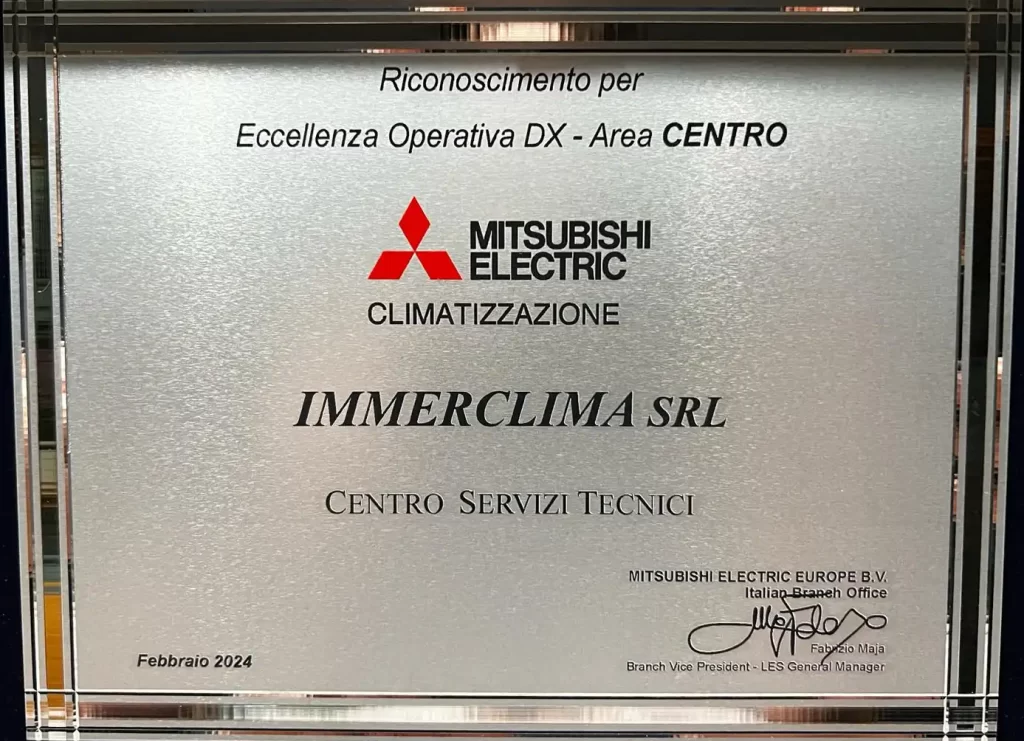 Riconoscimento per
Eccellenza Operativa DX - Area CENTRO
MITSUBISHI
ELECTRIC
CLIMATIZZAZIONE
IMMERCLIMA SRL
CENTRO SERVIZI TECNICI
MITSUBISHI ELECTRIC EUROPE B.V.
Italian Branch Office
Fabrizio Maja
Branch Vice President - LES General Manager
Febbraio 2024